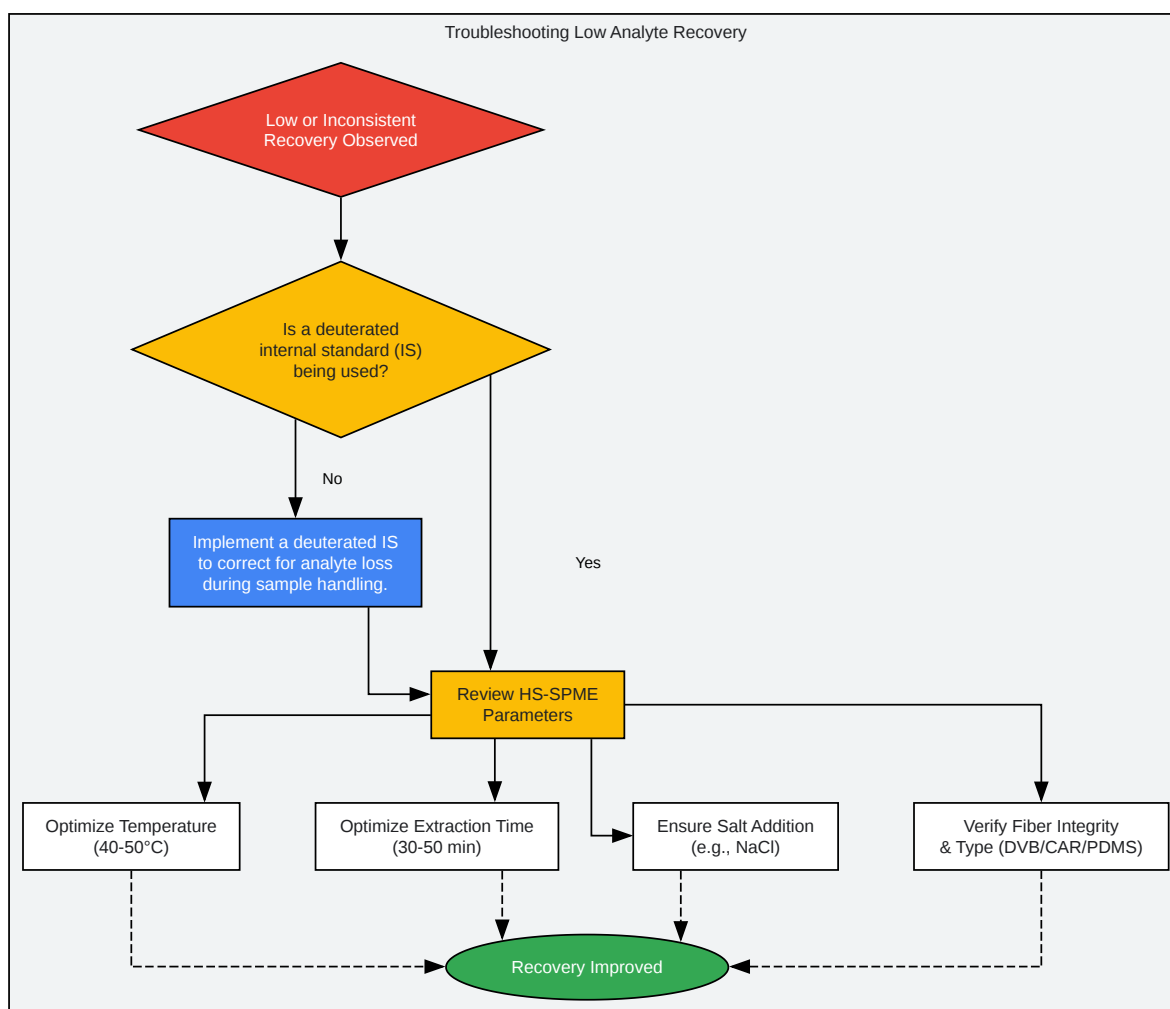 Troubleshooting Low Analyte Recovery
Low or Inconsistent
Recovery Observed
Is a deuterated
internal standard (IS)
being used?
No
Implement a deuterated IS
to correct for analyte loss
during sample handling.
Yes
Review HS-SPME
Parameters
Optimize Temperature
(40-50°C)
Optimize Extraction Time
(30-50 min)
Ensure Salt Addition
(e.g., NaCl)
Verify Fiber Integrity
& Type (DVB/CAR/PDMS)
Recovery Improved